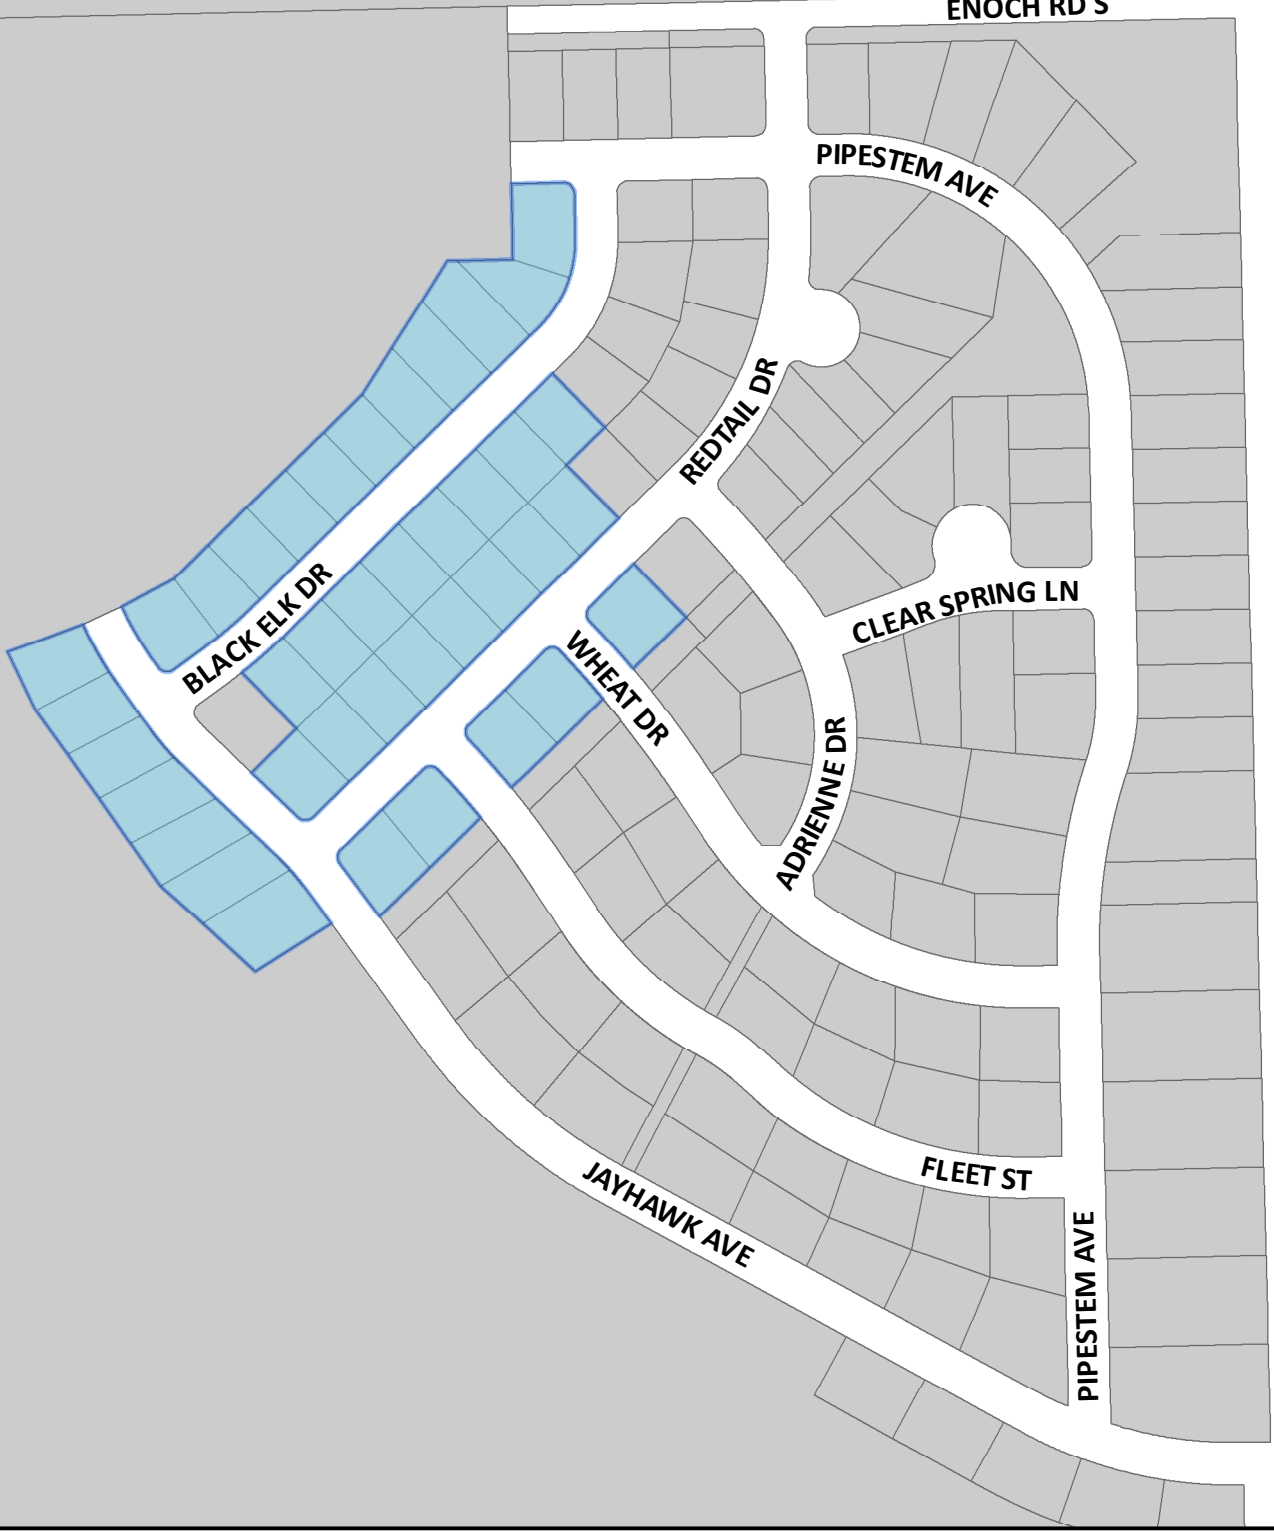 ENOCH RD S
PIPESTEM AVE
REDTAIL DR
BLACK ELK DR
CLEAR SPRING LN
WHEAT DR
ADRIENNE DR
FLEET ST
JAYHAWK AVE
PIPESTEM AVE